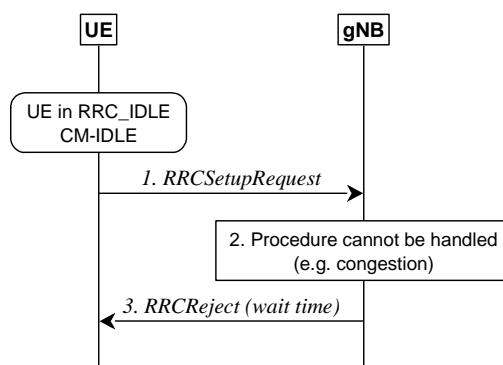 UE
gNB
UE in RRC_IDLE
CM-IDLE
1. RRCSetupRequest
2. Procedure cannot be handled
(e.g. congestion)
3. RRCReject (wait time)